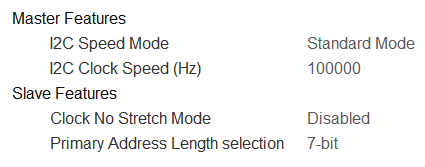 Master Features
I2C Speed Mode Standard Mode
I2C Clock Speed (Hz) 100000
Slave Features
Clock No Stretch Mode Disabled
Primary Address Length selection 7-bit